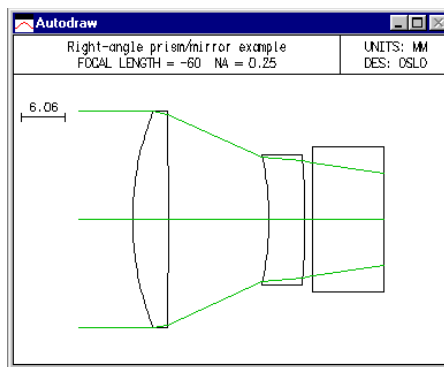 Autodraw
Right-angle prism/mirror example
FOCAL LENGTH = -60 NA = 0.25
UNITS: MM
DES: OSLO
6.06